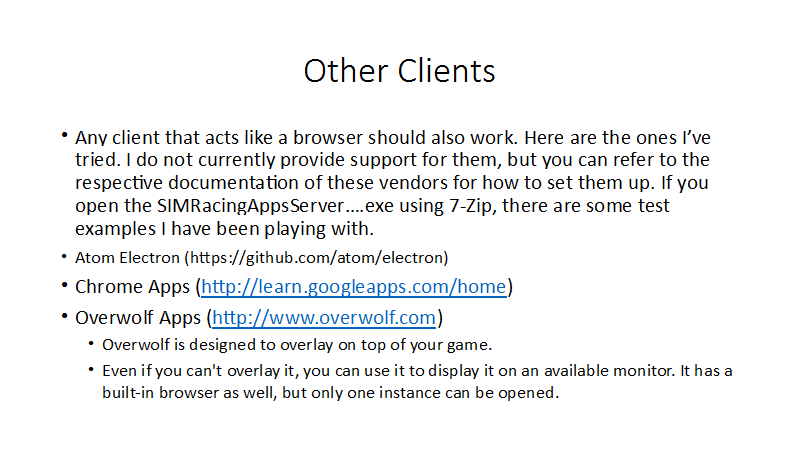 Other Clients
• Any client that acts like a browser should also work. Here are the ones I’ve
tried. I do not currently provide support for them, but you can refer to the
respective documentation of these vendors for how to set them up. If you
open the SIMRacingAppsServer….exe using 7-Zip, there are some test
examples I have been playing with.
• Atom Electron (https://github.com/atom/electron)
• Chrome Apps (http://learn.googleapps.com/home)
• Overwolf Apps (http://www.overwolf.com)
• Overwolf is designed to overlay on top of your game.
• Even if you can't overlay it, you can use it to display it on an available monitor. It has a
built-in browser as well, but only one instance can be opened.